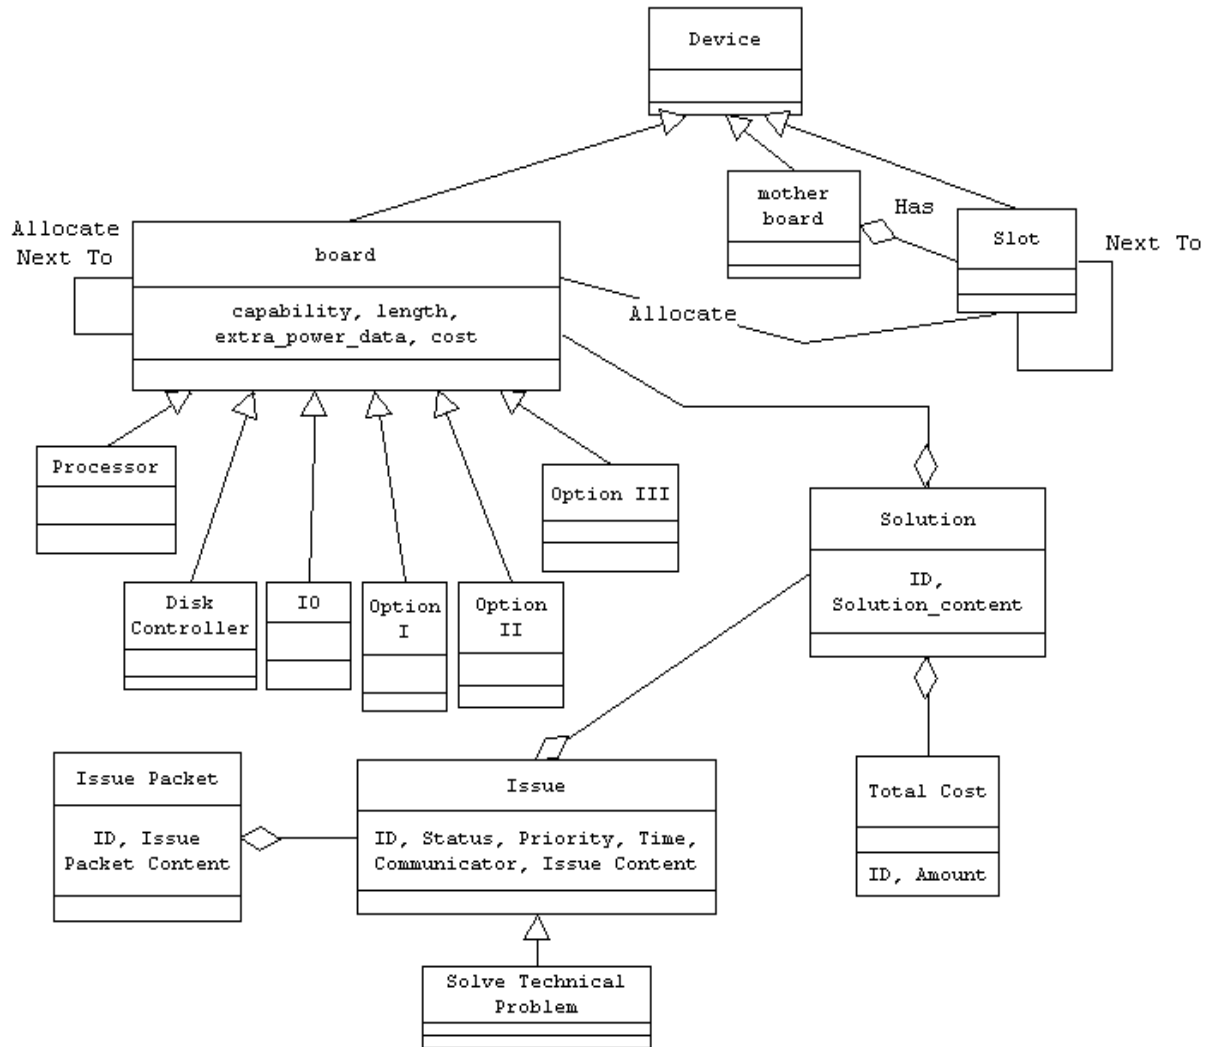 Device
mother
board
Has
Slot
Next To
Allocate
Next To
board
capability, length,
extra_power_data, cost
Allocate
Processor
Option III
Disk
Controller
IO
Option
I
Option
II
Solution
ID,
Solution_content
Issue Packet
ID, Issue
Packet Content
Issue
ID, Status, Priority, Time,
Communicator, Issue Content
Total Cost
ID, Amount
Solve Technical
Problem